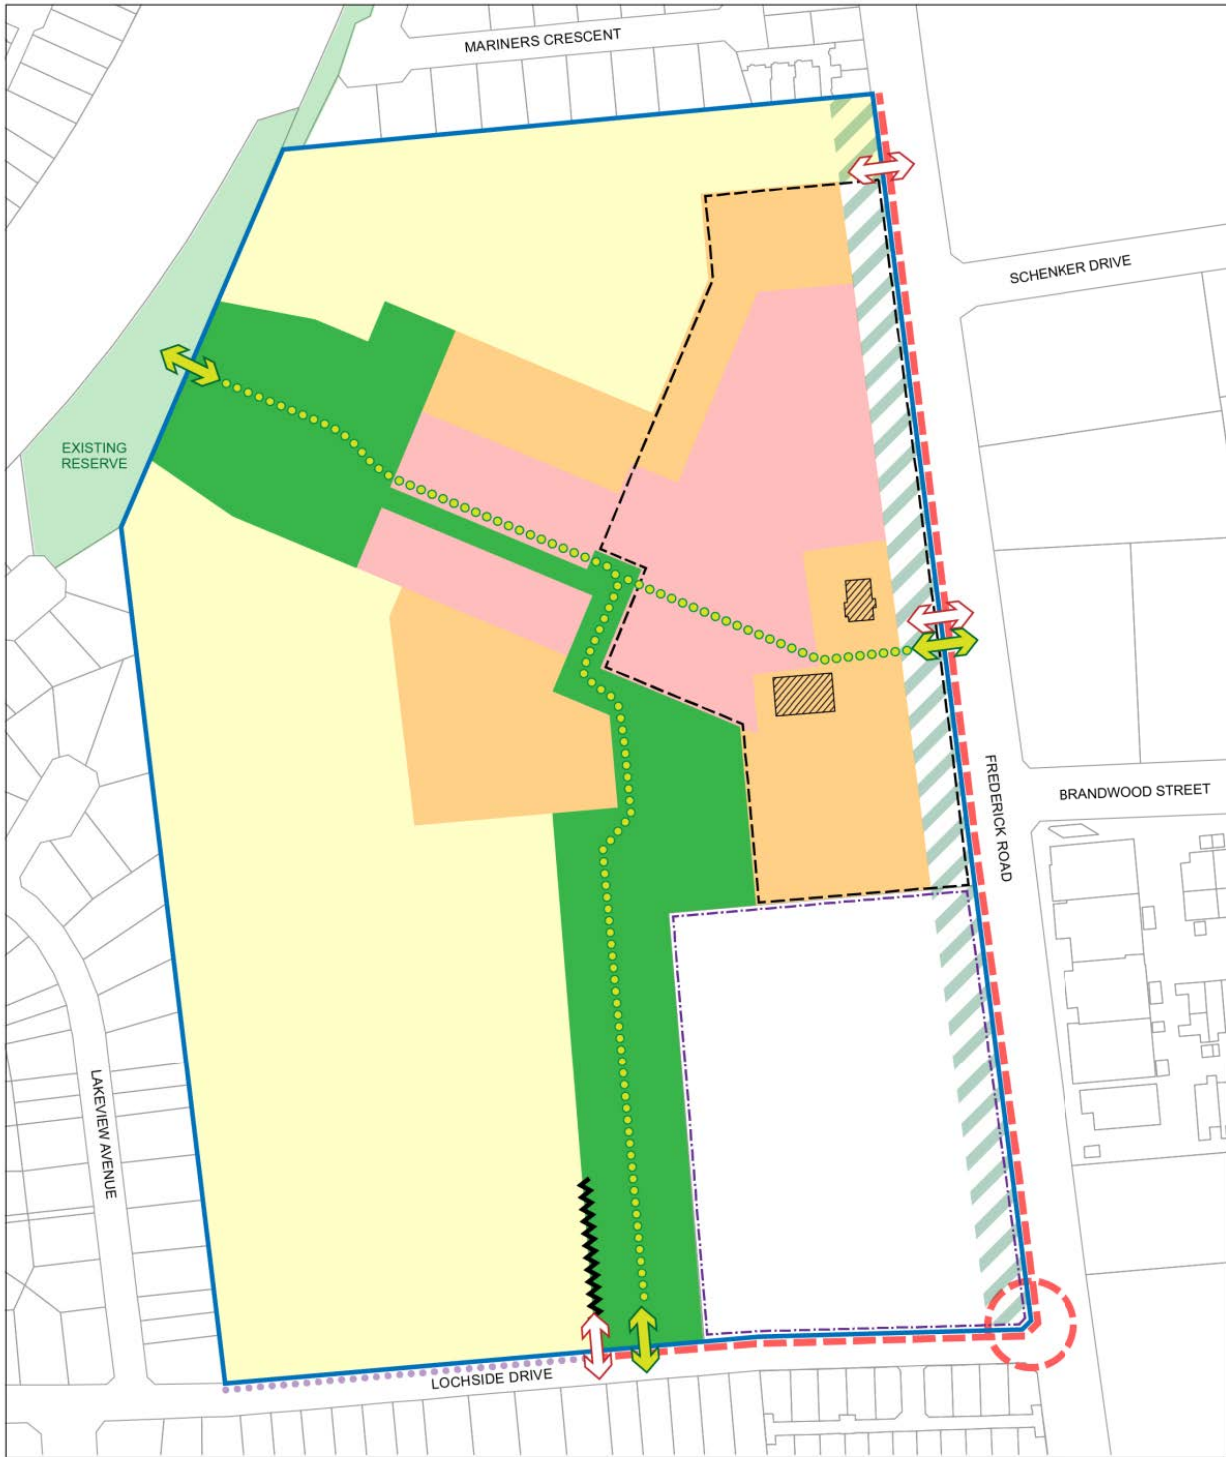 MARINERS CRESCENT
SCHENKER DRIVE
EXISTING
RESERVE
FREDERICK ROAD
BRANDWOOD STREET
LAKEVIEW AVENUE
LOCHSIDE DRIVE